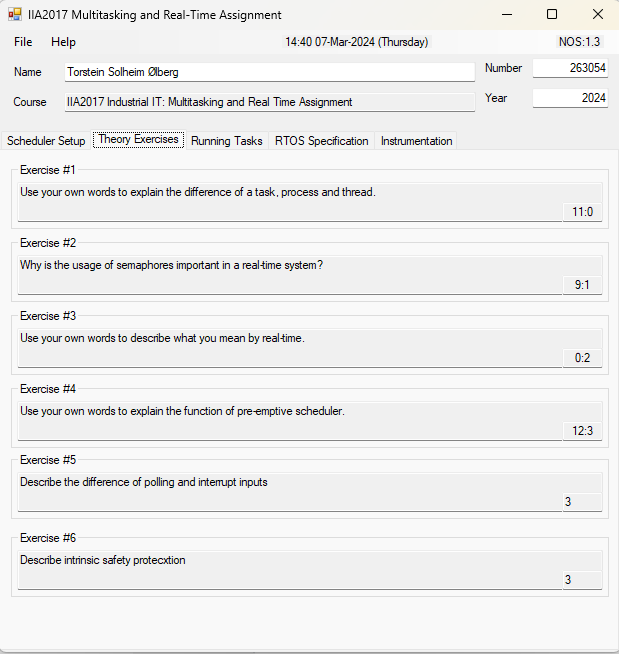 IIA2017 Multitasking and Real-Time Assignment
File Help 14:40 07-Mar-2024 (Thursday) NOS:1.3
Name Torstein Solheim Ølberg Number 263054
Course IIA2017 Industrial IT: Multitasking and Real Time Assignment Year 2024
Scheduler Setup Theory Exercises Running Tasks RTOS Specification Instrumentation
Exercise #1
Use your own words to explain the difference of a task, process and thread.
11:0
Exercise #2
Why is the usage of semaphores important in a real-time system?
9:1
Exercise #3
Use your own words to describe what you mean by real-time.
0:2
Exercise #4
Use your own words to explain the function of pre-emptive scheduler.
12:3
Exercise #5
Describe the difference of polling and interrupt inputs
3
Exercise #6
Describe intrinsic safety protecxtion
3